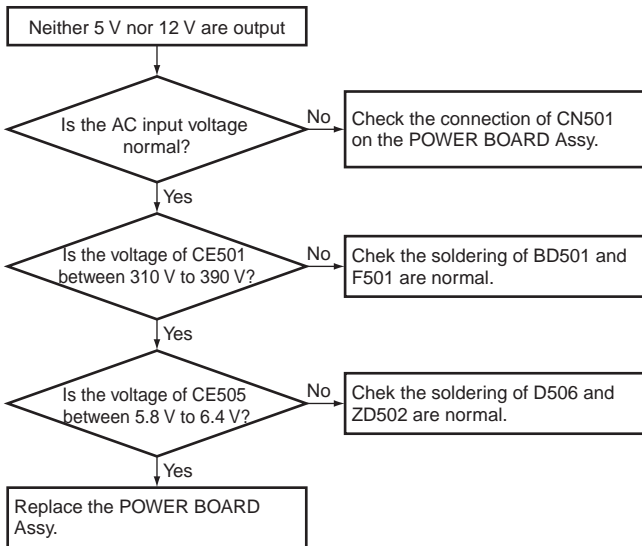 Neither 5 V nor 12 V are output
Is the AC input voltage
normal?
No
Check the connection of CN501
on the POWER BOARD Assy.
Yes
Is the voltage of CE501
between 310 V to 390 V?
No
Chek the soldering of BD501 and
F501 are normal.
Yes
Is the voltage of CE505
between 5.8 V to 6.4 V?
No
Chek the soldering of D506 and
ZD502 are normal.
Yes
Replace the POWER BOARD
Assy.